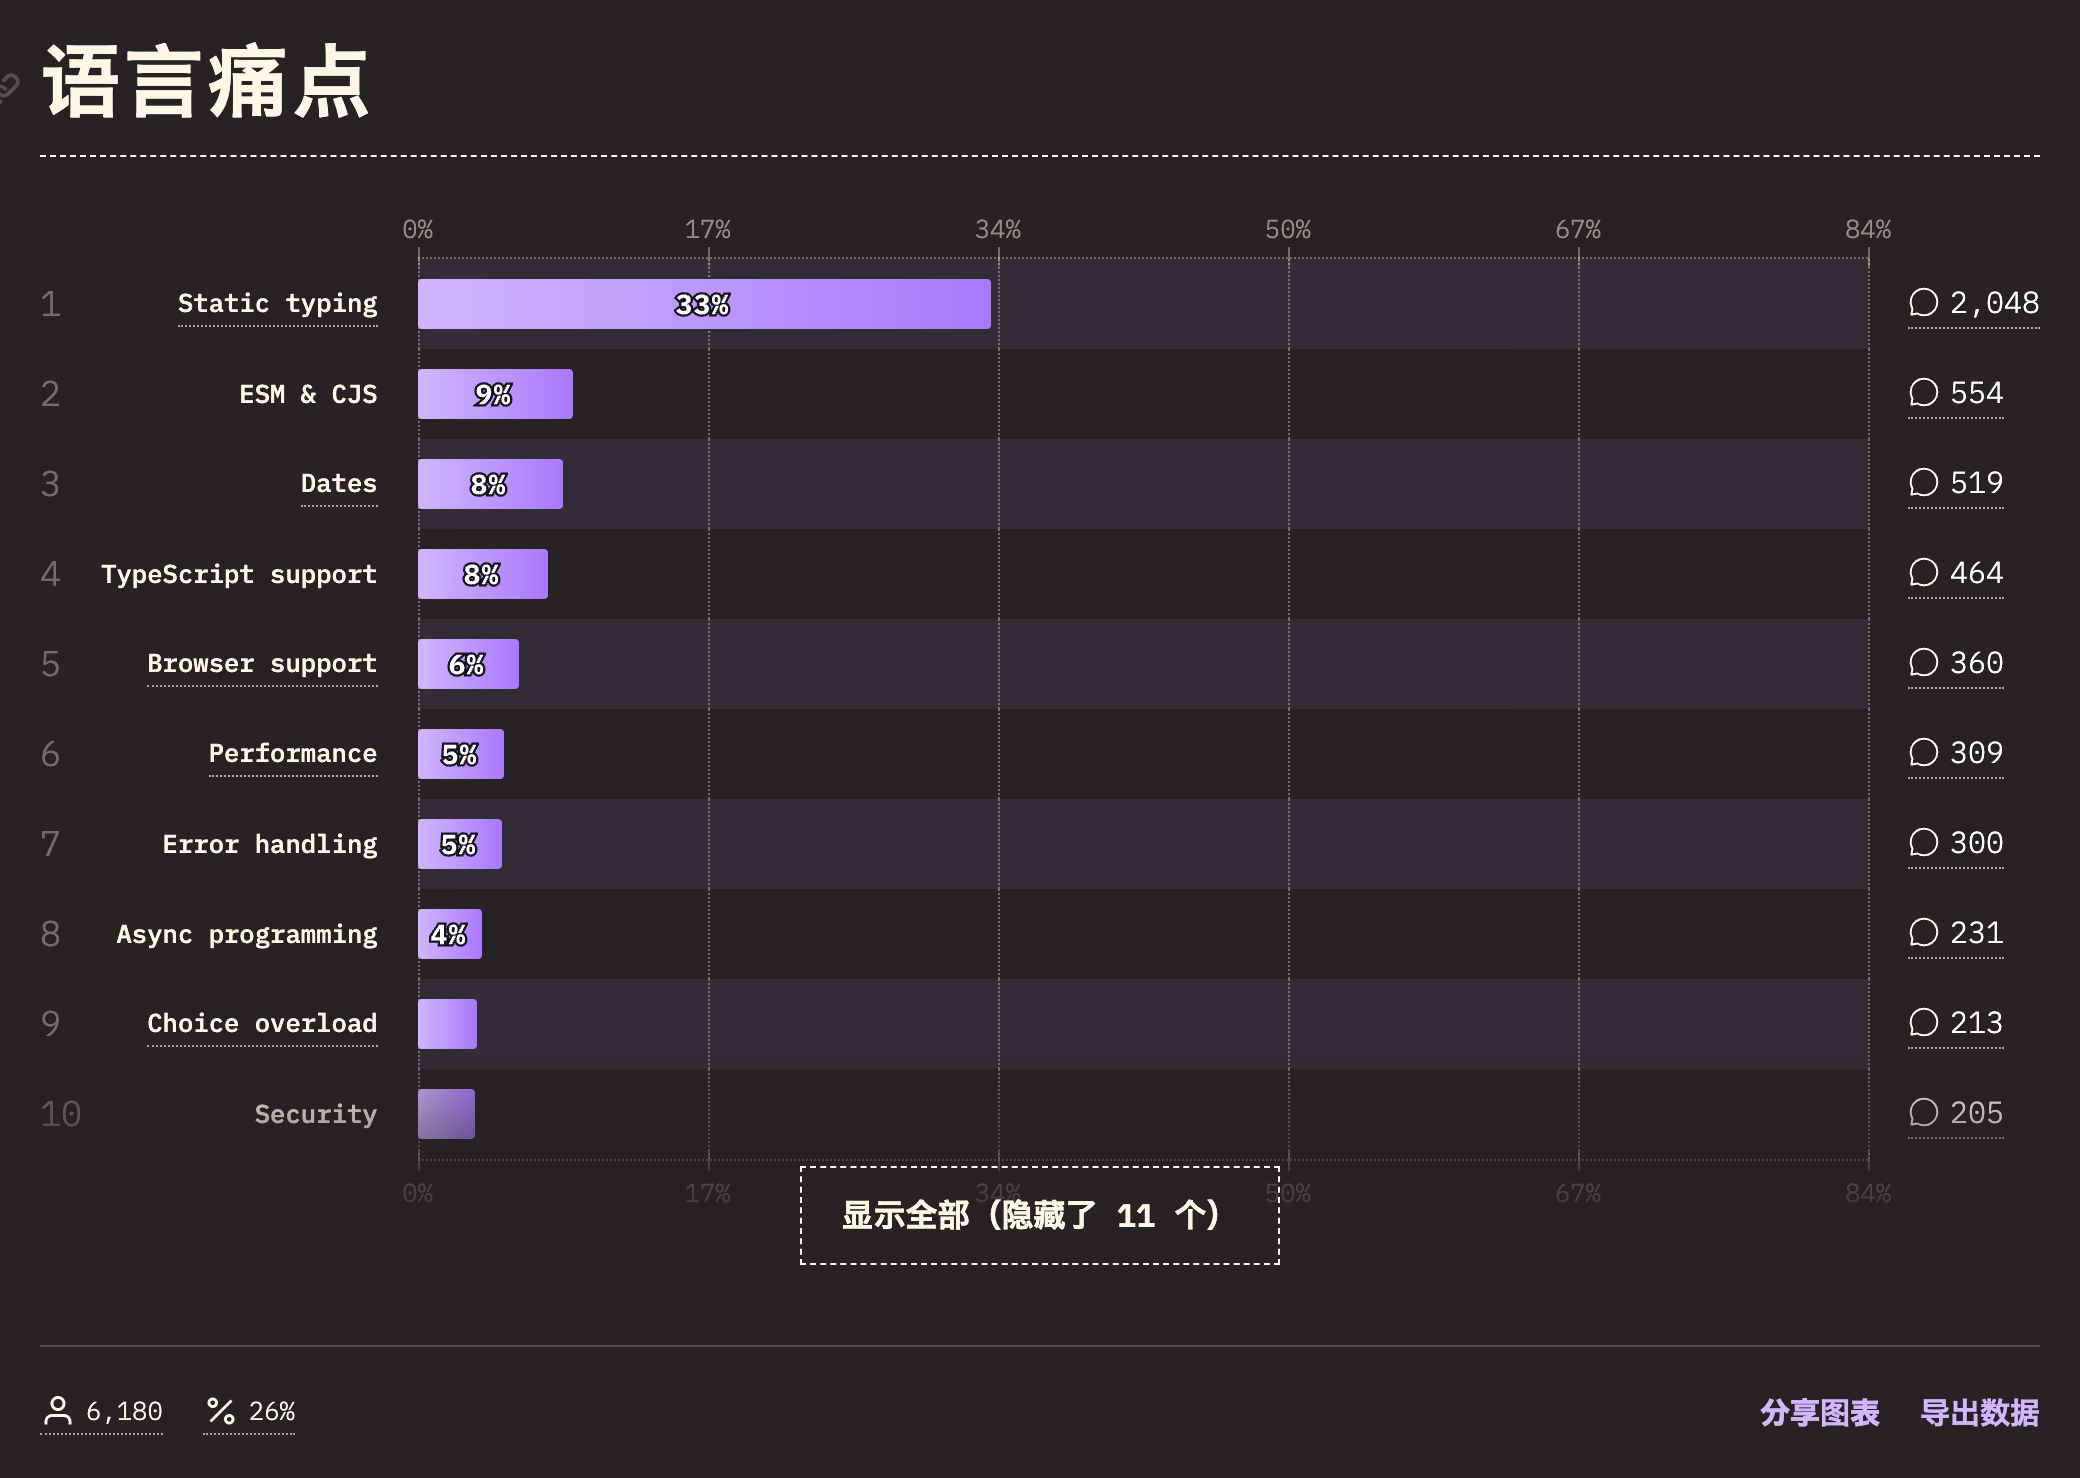 语言痛点
0% 17% 34% 50% 67% 84%
1 Static typing 33% 2,048
2 ESM & CJS 9% 554
3 Dates 8% 519
4 TypeScript support 8% 464
5 Browser support 6% 360
6 Performance 5% 309
7 Error handling 5% 300
8 Async programming 4% 231
9 Choice overload 213
10 Security 205
0% 17% 34% 50% 67% 84%
显示全部（隐藏了 11 个）
6,180 26% 分享图表 导出数据